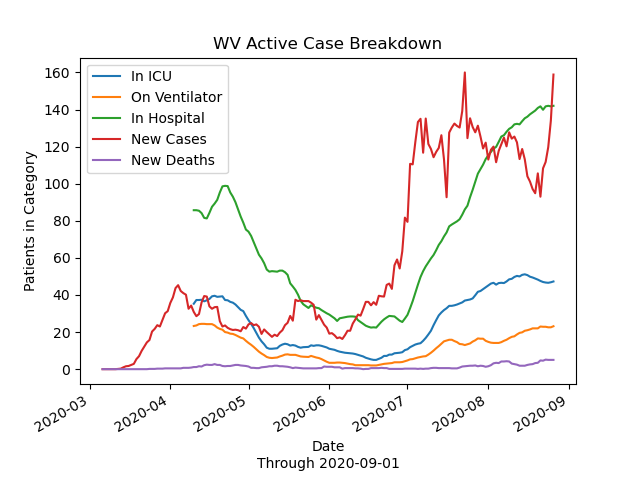 WV Active Case Breakdown
In ICU
On Ventilator
In Hospital
New Cases
New Deaths
Patients in Category
160
140
120
100
80
60
40
20
0
2020-03
2020-04
2020-05
2020-06
2020-07
2020-08
2020-09
Date
Through 2020-09-01